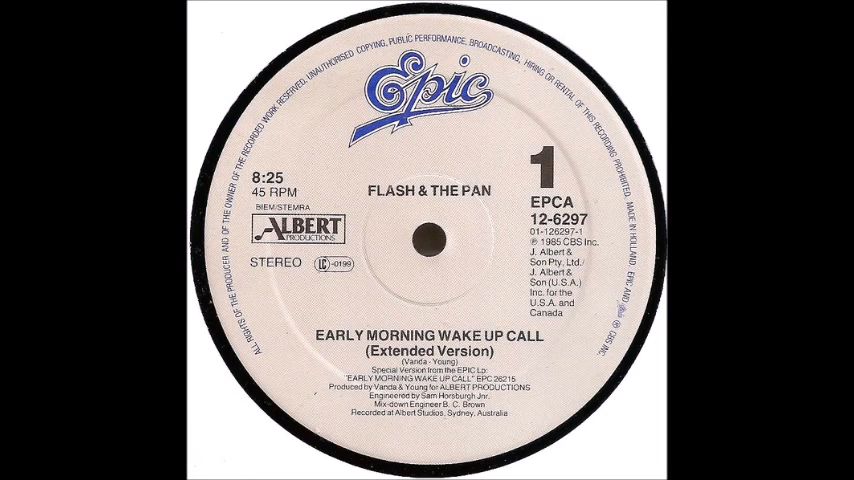 ALL RIGHTS OF THE PRODUCER AND OF THE OWNER OF THE RECORDED WORK RESERVED. UNAUTHORISED COPYING, PUBLIC PERFORMANCE, BROADCASTING, HIRING OR RENTAL OF THIS RECORDING PROHIBITED. MADE IN HOLLAND. EPIC AND Epic ℗ CBS INC.
Epic
8:25
45 RPM
BIEM/STEMRA
ALBERT
PRODUCTIONS
STEREO
LC-0199
FLASH & THE PAN
1
EPCA
12-6297
01-126297-1
℗ 1985 CBS Inc.
J. Albert &
Son Pty. Ltd./
J. Albert &
Son (U.S.A.)
Inc. for the
U.S.A. and
Canada
EARLY MORNING WAKE UP CALL
(Extended Version)
(Vanda - Young)
Special Version from the EPIC Lp:
"EARLY MORNING WAKE UP CALL" EPC 26215
Produced by Vanda & Young for ALBERT PRODUCTIONS
Engineered by Sam Horsburgh Jnr.
Mix-down Engineer B. C. Brown
Recorded at Albert Studios, Sydney, Australia